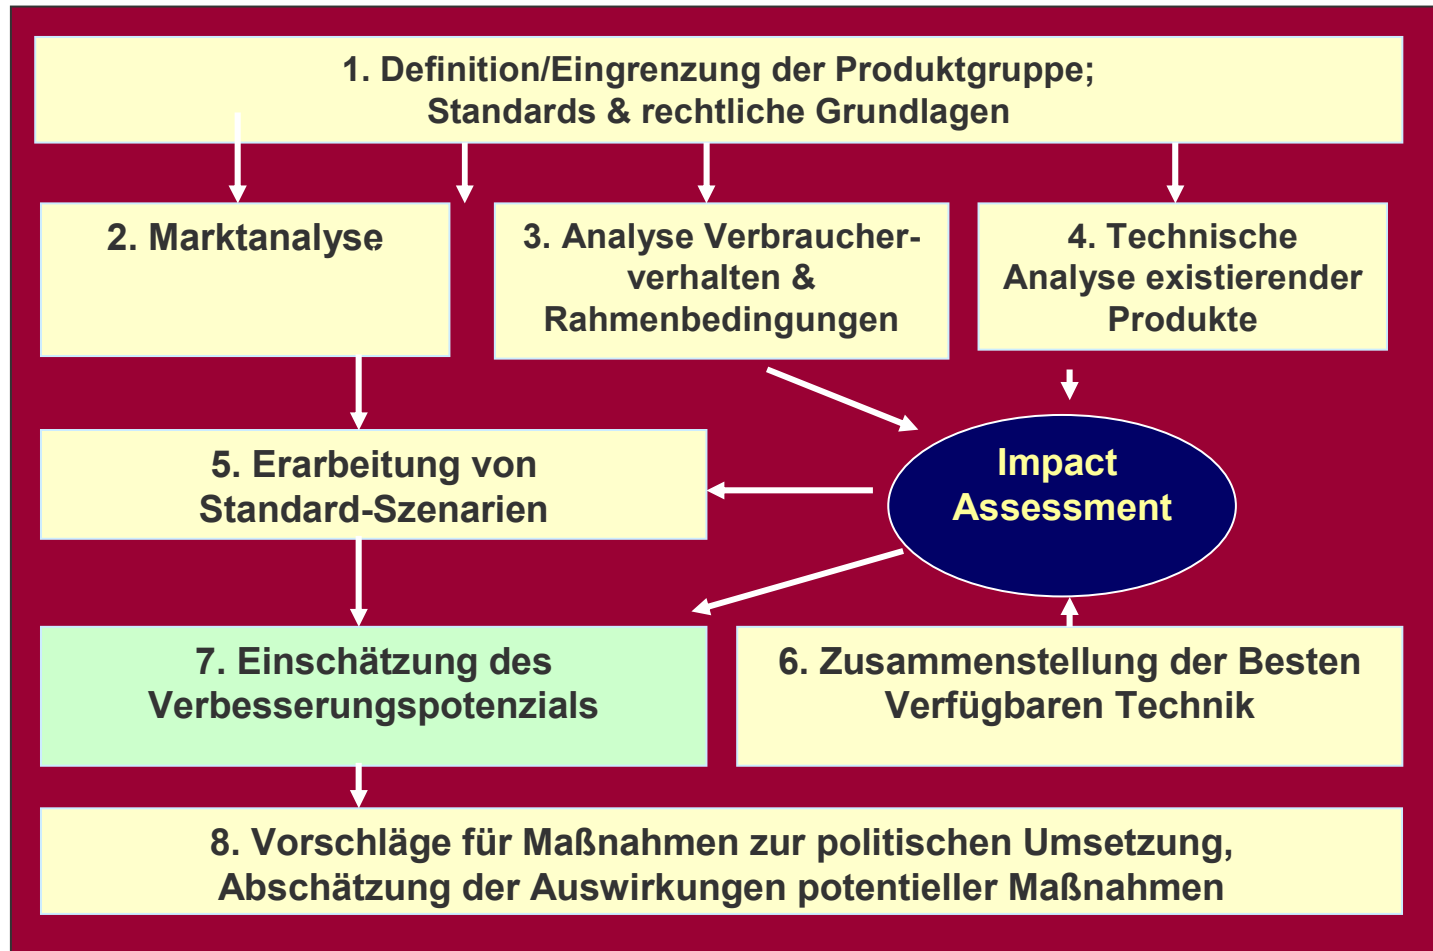 1. Definition/Eingrenzung der Produktgruppe;
Standards & rechtliche Grundlagen
2. Marktanalyse
3. Analyse Verbraucher-
verhalten &
Rahmenbedingungen
4. Technische
Analyse existierender
Produkte
5. Erarbeitung von
Standard-Szenarien
Impact
Assessment
7. Einschätzung des
Verbesserungspotenzials
6. Zusammenstellung der Besten
Verfügbaren Technik
8. Vorschläge für Maßnahmen zur politischen Umsetzung,
Abschätzung der Auswirkungen potentieller Maßnahmen